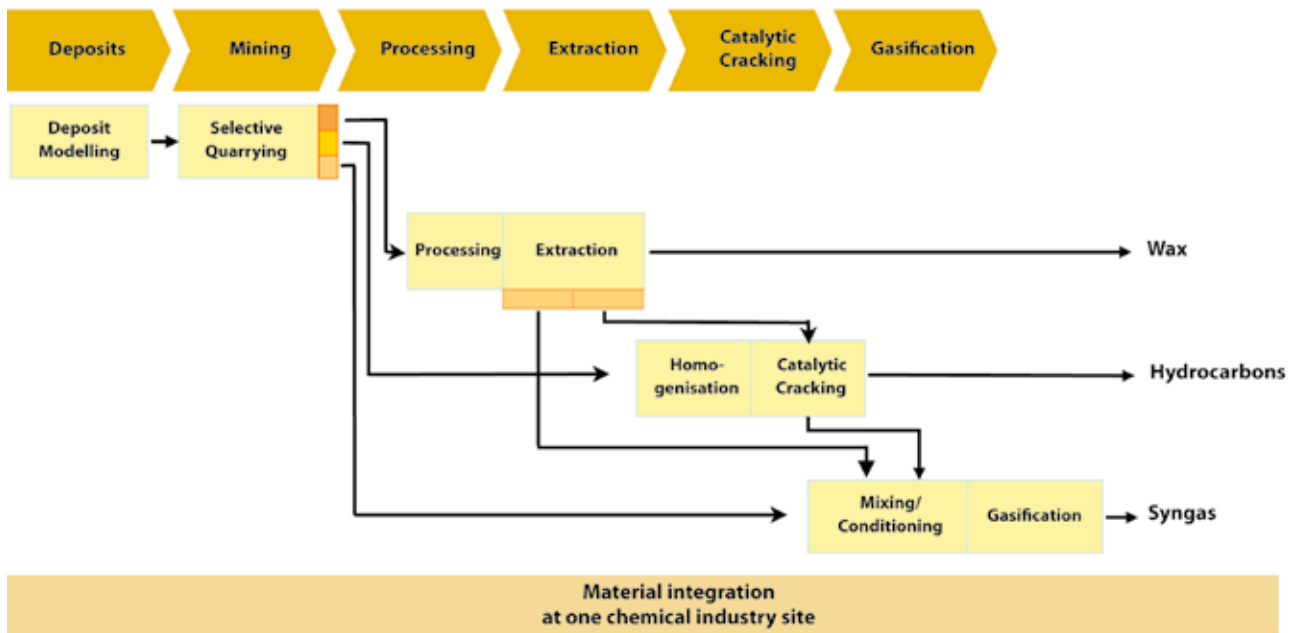 Deposits
Mining
Processing
Extraction
Catalytic
Cracking
Gasification
Deposit
Modelling
Selective
Quarrying
Processing
Extraction
Wax
Homo-
genisation
Catalytic
Cracking
Hydrocarbons
Mixing/
Conditioning
Gasification
Syngas
Material integration
at one chemical industry site